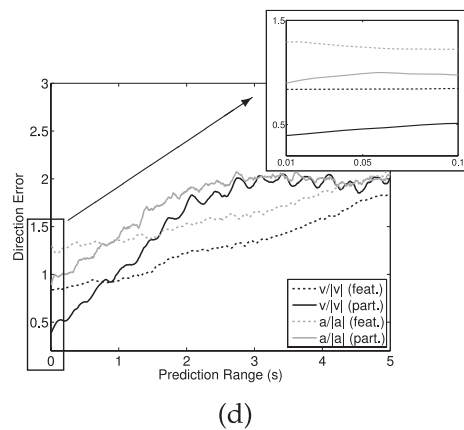 1.5
0.5
0.01
0.05
0.1
3
2.5
2
1.5
1
0.5
Direction Error
0
1
2
3
4
5
Prediction Range (s)
v/|v| (feat.)
v/|v| (part.)
a/|a| (feat.)
a/|a| (part.)
(d)